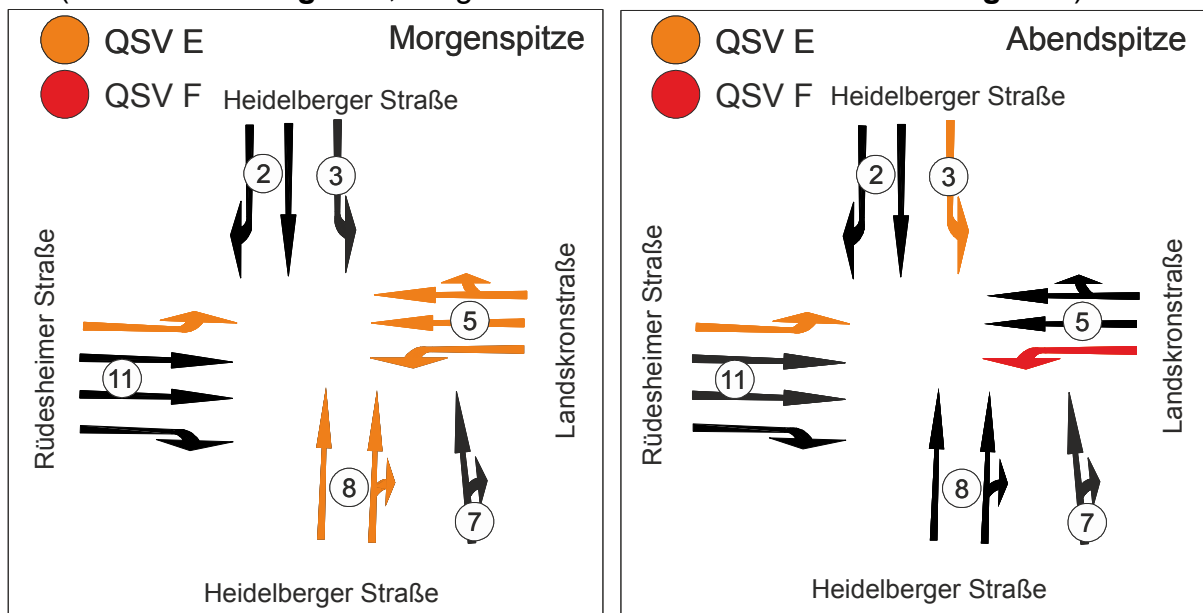 QSV E
Morgenspitze
QSV F
Heidelberger Straße
2
3
Rüdesheimer Straße
5
Landskronstraße
11
8
7
Heidelberger Straße
QSV E
Abendspitze
QSV F
Heidelberger Straße
2
3
Rüdesheimer Straße
5
Landskronstraße
11
8
7
Heidelberger Straße